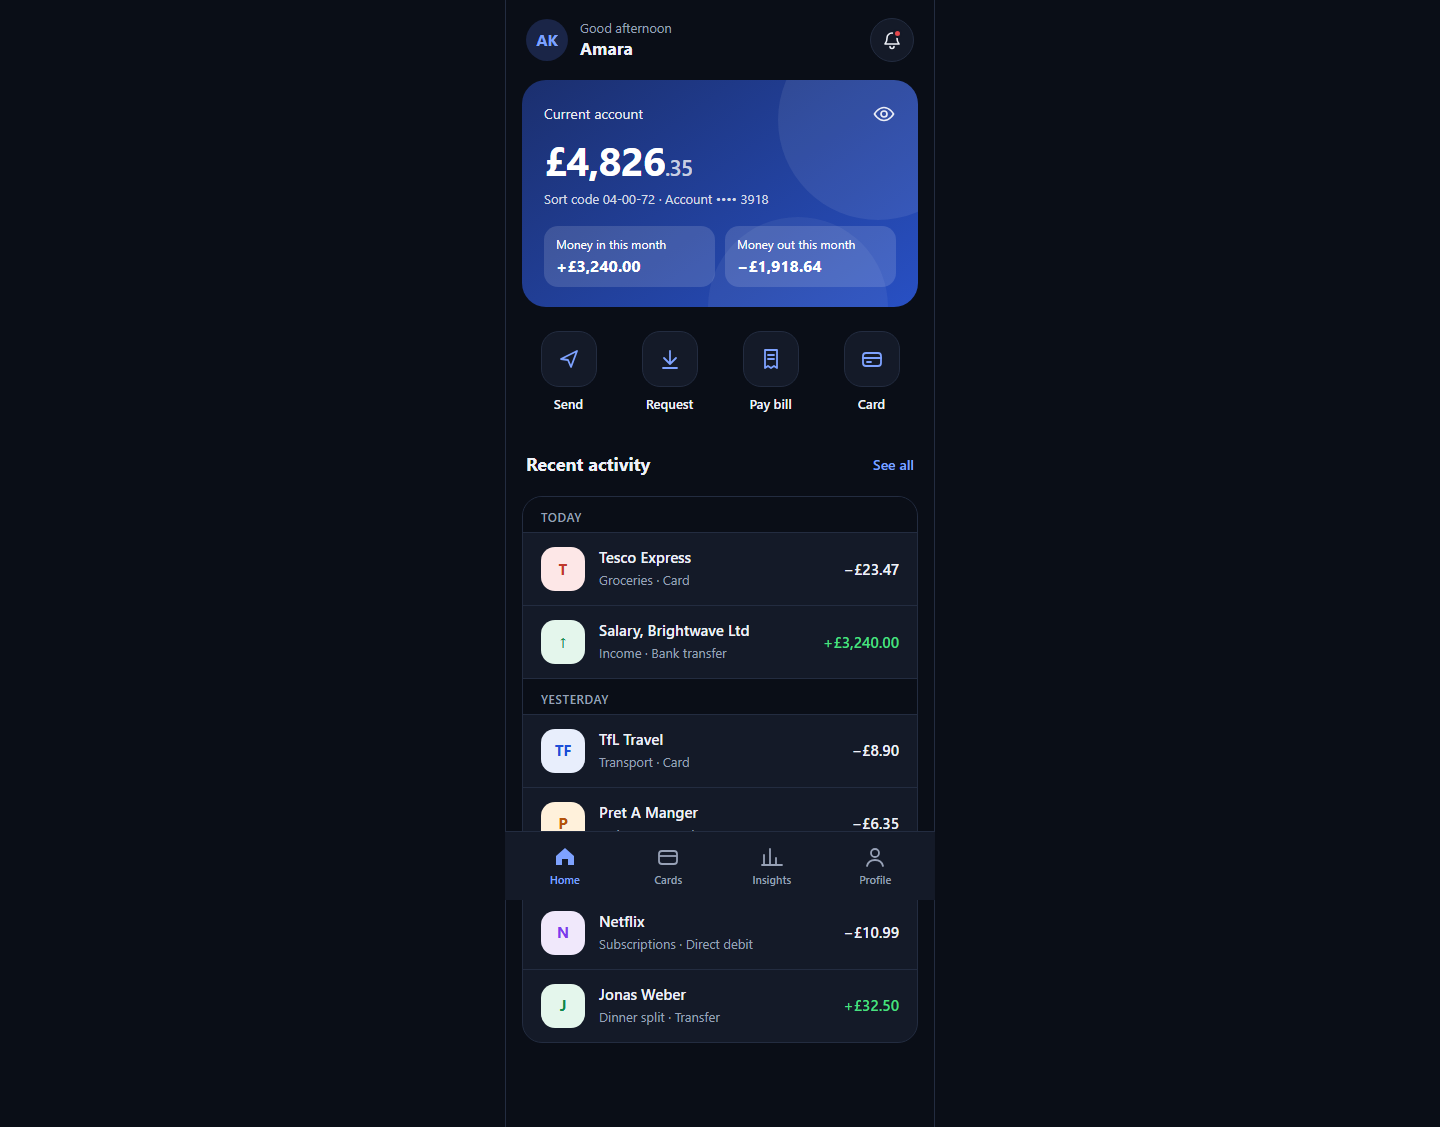 AK
Good afternoon
Amara
Current account
£4,826.35
Sort code 04-00-72 · Account •••• 3918
Money in this month
+£3,240.00
Money out this month
−£1,918.64
Send
Request
Pay bill
Card
Recent activity
See all
TODAY
T
Tesco Express
Groceries · Card
−£23.47
↑
Salary, Brightwave Ltd
Income · Bank transfer
+£3,240.00
YESTERDAY
TF
TfL Travel
Transport · Card
−£8.90
P
Pret A Manger
−£6.35
Home
Cards
Insights
Profile
N
Netflix
Subscriptions · Direct debit
−£10.99
J
Jonas Weber
Dinner split · Transfer
+£32.50